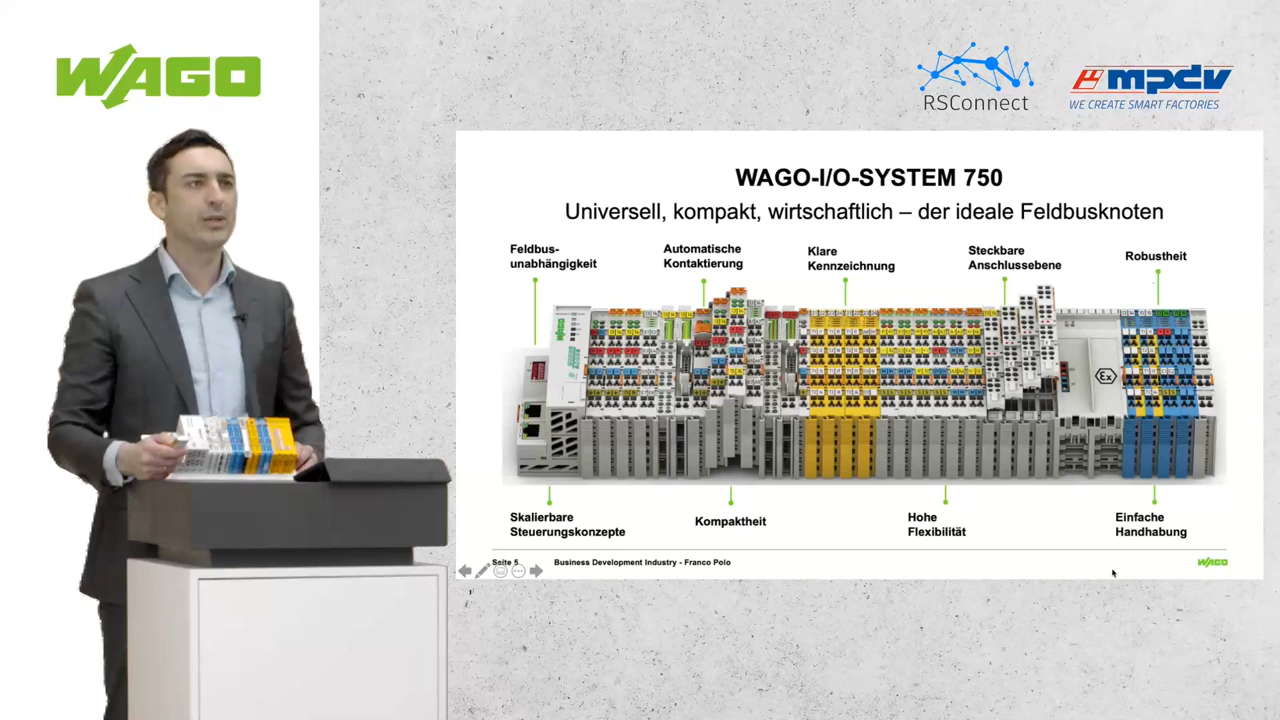 WAGO
RSConnect
mpdv
WE CREATE SMART FACTORIES
WAGO-I/O-SYSTEM 750
Universell, kompakt, wirtschaftlich – der ideale Feldbusknoten
Feldbus-
unabhängigkeit
Automatische
Kontaktierung
Klare
Kennzeichnung
Steckbare
Anschlussebene
Robustheit
WAGO
Ex
Skalierbare
Steuerungskonzepte
Kompaktheit
Hohe
Flexibilität
Einfache
Handhabung
Seite 5
Business Development Industry - Franco Polo
WAGO